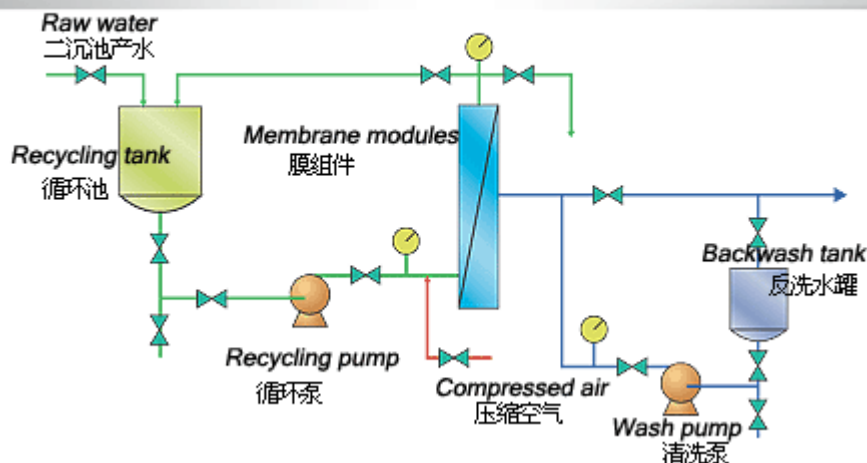 Raw water
二沉池产水
Recycling tank
循环池
Membrane modules
膜组件
Backwash tank
反洗水罐
Recycling pump
循环泵
Compressed air
压缩空气
Wash pump
清洗泵